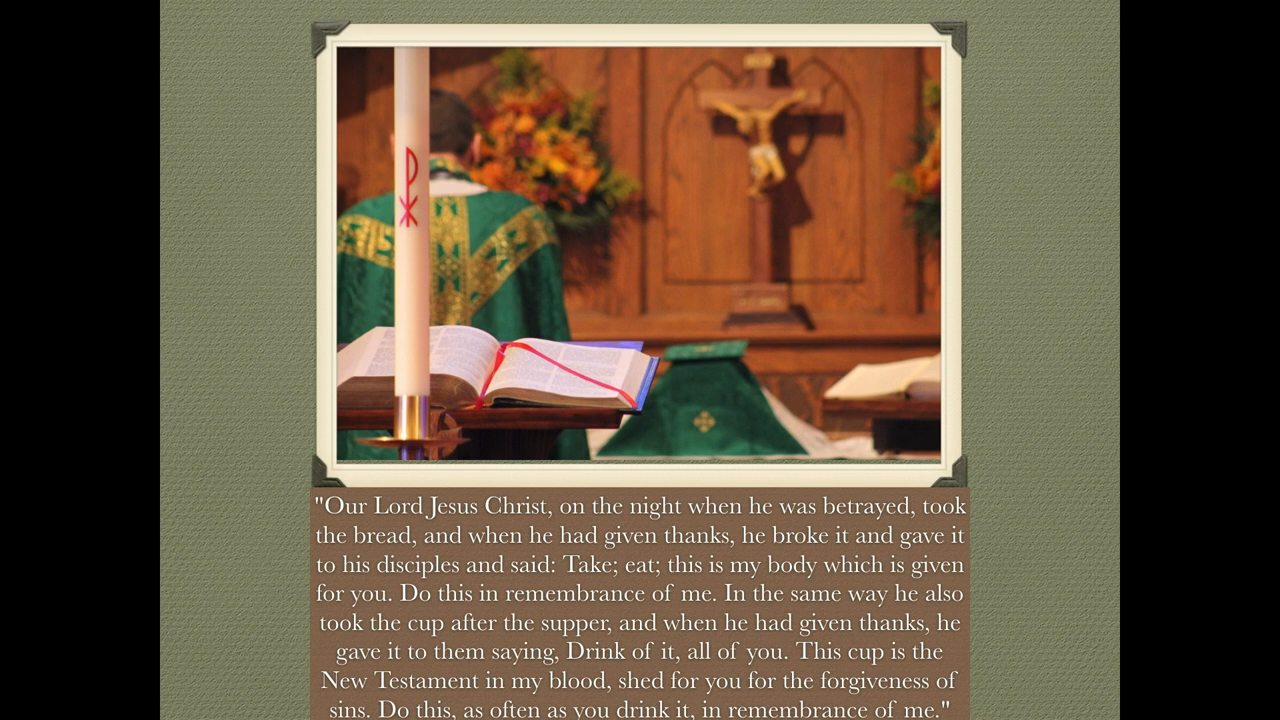 "Our Lord Jesus Christ, on the night when he was betrayed, took
the bread, and when he had given thanks, he broke it and gave it
to his disciples and said: Take; eat; this is my body which is given
for you. Do this in remembrance of me. In the same way he also
took the cup after the supper, and when he had given thanks, he
gave it to them saying, Drink of it, all of you. This cup is the
New Testament in my blood, shed for you for the forgiveness of
sins. Do this, as often as you drink it, in remembrance of me."